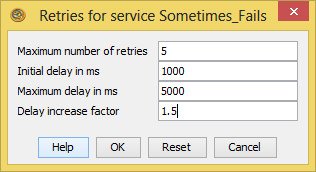 Retries for service Sometimes_Fails
Maximum number of retries 5
Initial delay in ms 1000
Maximum delay in ms 5000
Delay increase factor 1.5
Help OK Reset Cancel